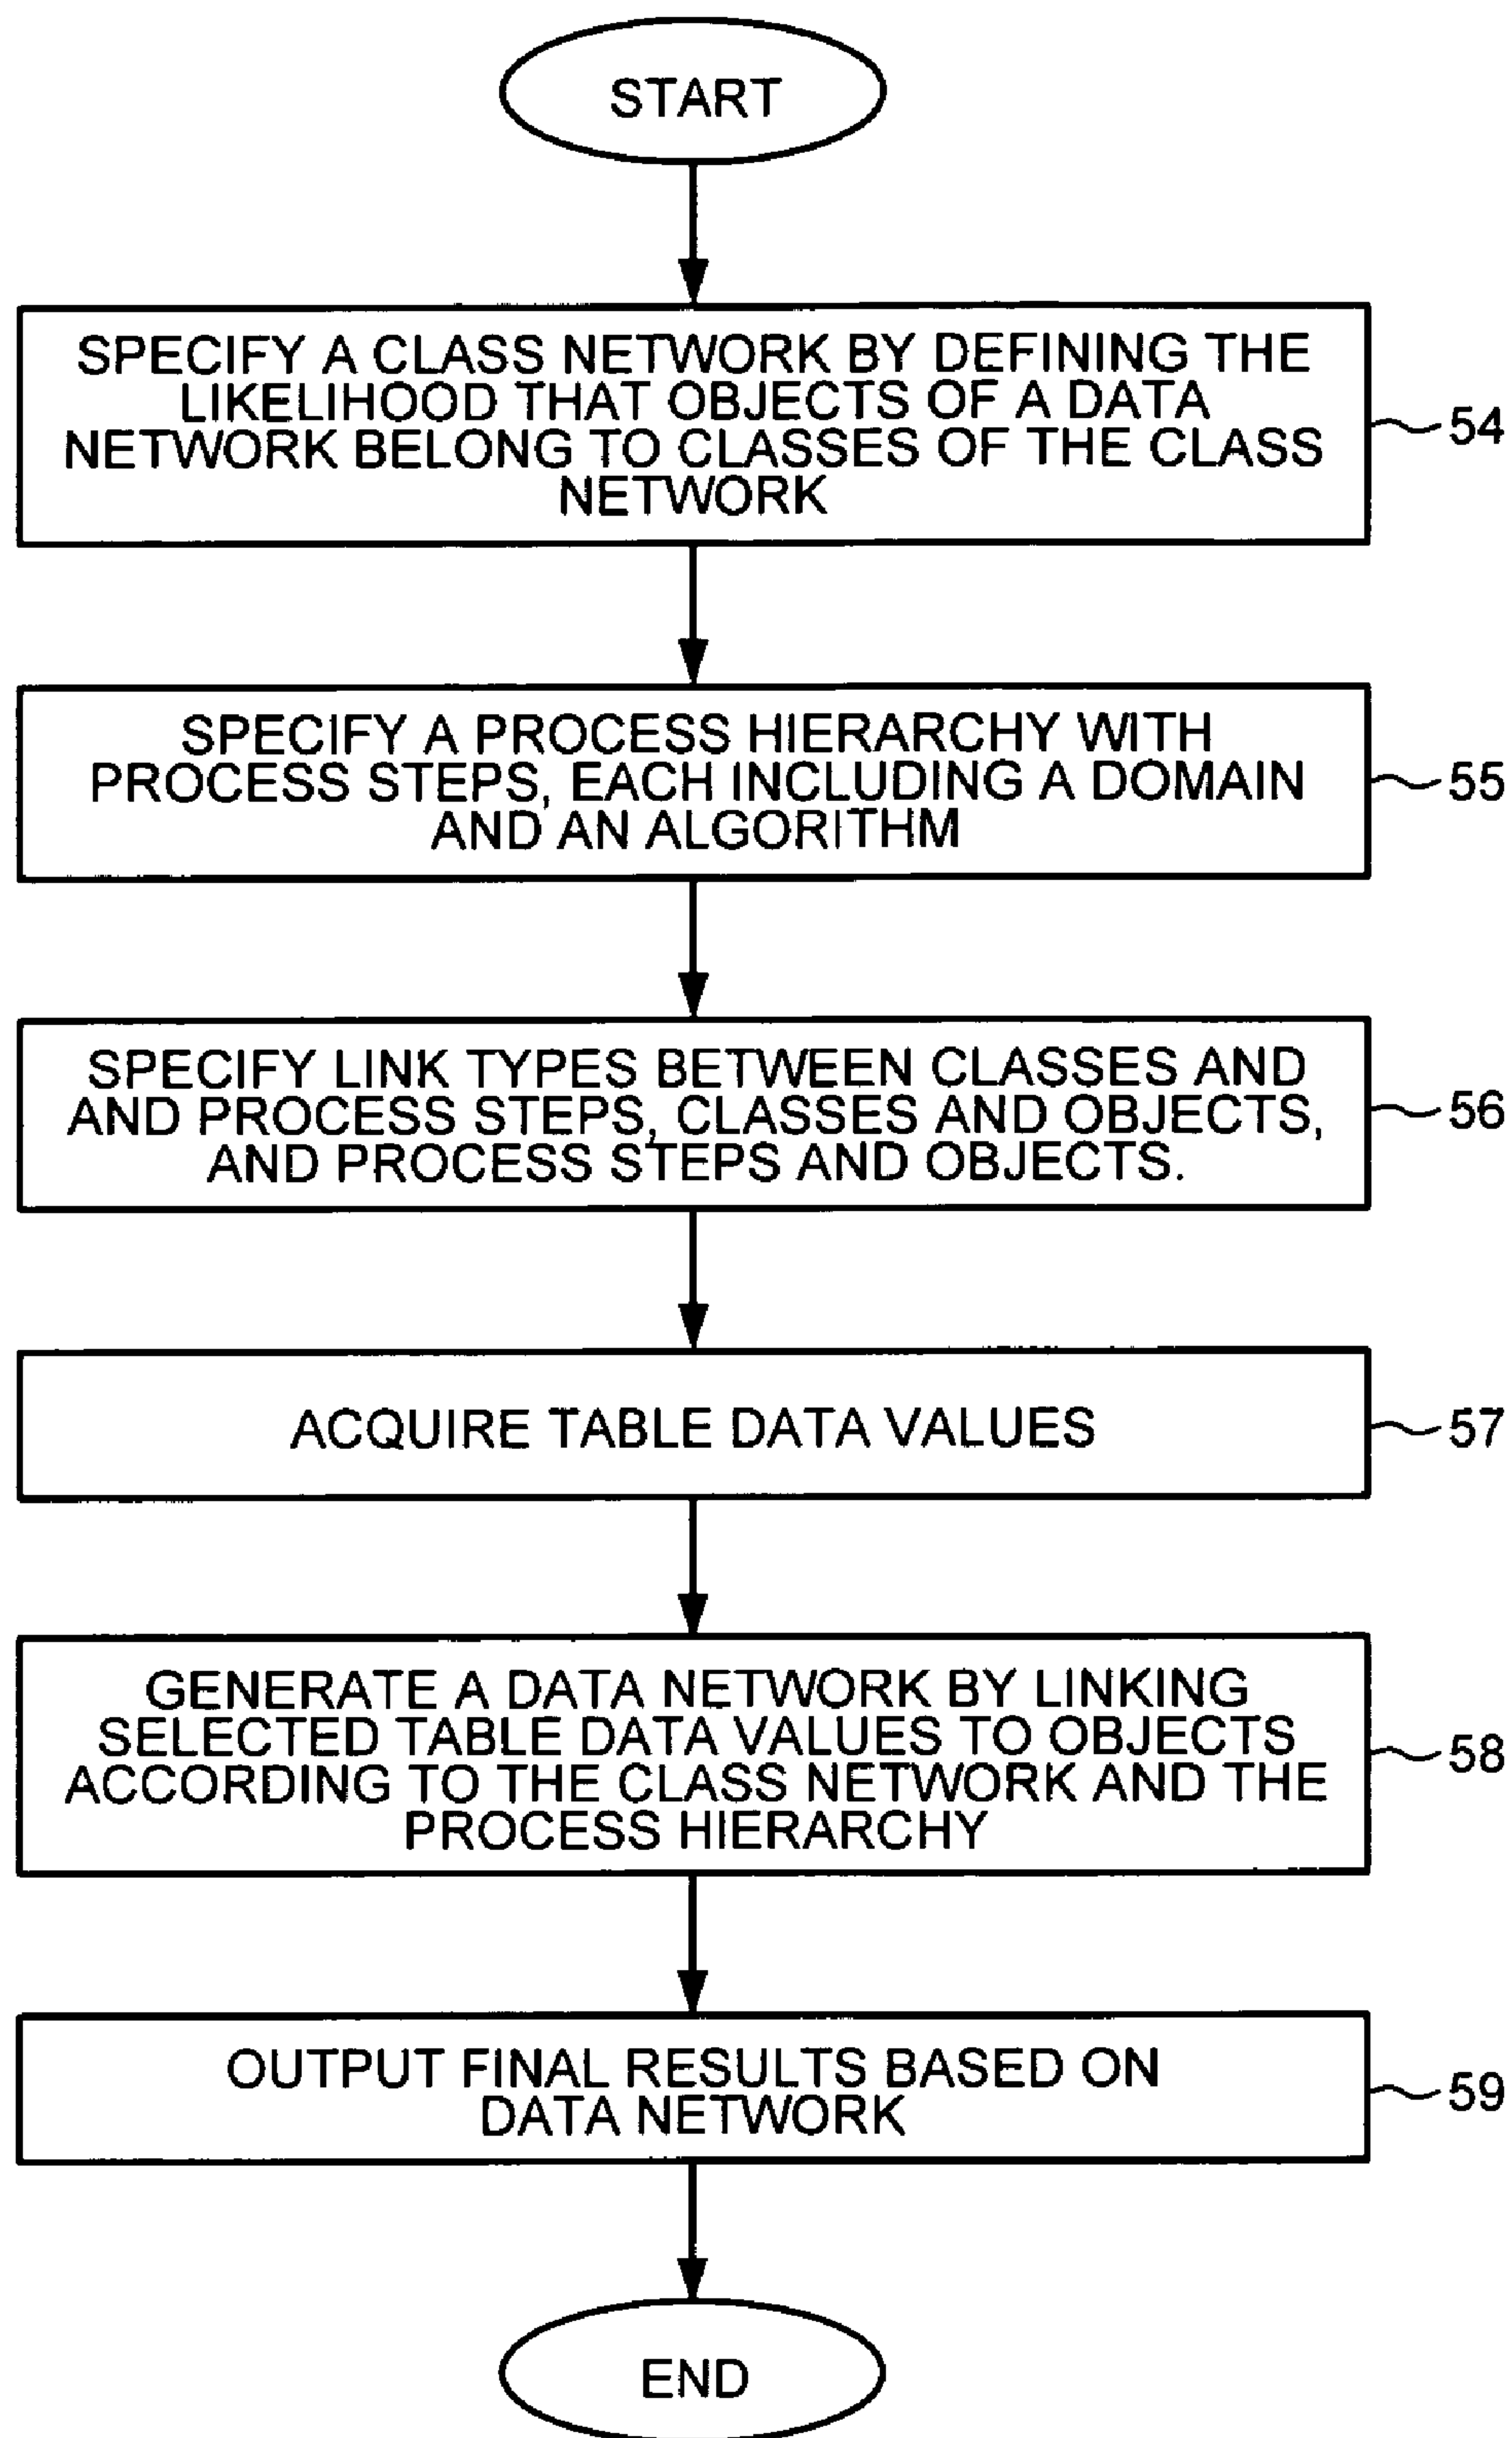 START
SPECIFY A CLASS NETWORK BY DEFINING THE
LIKELIHOOD THAT OBJECTS OF A DATA
NETWORK BELONG TO CLASSES OF THE CLASS
NETWORK
54
SPECIFY A PROCESS HIERARCHY WITH
PROCESS STEPS, EACH INCLUDING A DOMAIN
AND AN ALGORITHM
55
SPECIFY LINK TYPES BETWEEN CLASSES AND
AND PROCESS STEPS, CLASSES AND OBJECTS,
AND PROCESS STEPS AND OBJECTS.
56
ACQUIRE TABLE DATA VALUES
57
GENERATE A DATA NETWORK BY LINKING
SELECTED TABLE DATA VALUES TO OBJECTS
ACCORDING TO THE CLASS NETWORK AND THE
PROCESS HIERARCHY
58
OUTPUT FINAL RESULTS BASED ON
DATA NETWORK
59
END